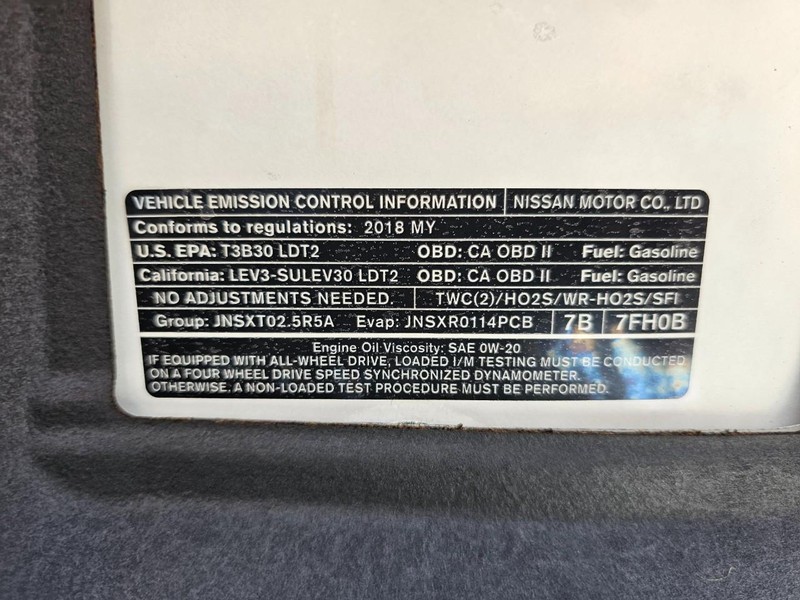 VEHICLE EMISSION CONTROL INFORMATION NISSAN MOTOR CO., LTD
Conforms to regulations: 2018 MY
U.S. EPA: T3B30 LDT2 OBD: CA OBD II Fuel: Gasoline
California: LEV3-SULEV30 LDT2 OBD: CA OBD II Fuel: Gasoline
NO ADJUSTMENTS NEEDED. TWC(2)/HO2S/WR-HO2S/SFI
Group: JNSXT02.5R5A Evap: JNSXR0114PCB 7B 7FH0B
Engine Oil Viscosity: SAE 0W-20
IF EQUIPPED WITH ALL-WHEEL DRIVE, LOADED I/M TESTING MUST BE CONDUCTED
ON A FOUR WHEEL DRIVE SPEED SYNCHRONIZED DYNAMOMETER.
OTHERWISE, A NON-LOADED TEST PROCEDURE MUST BE PERFORMED.